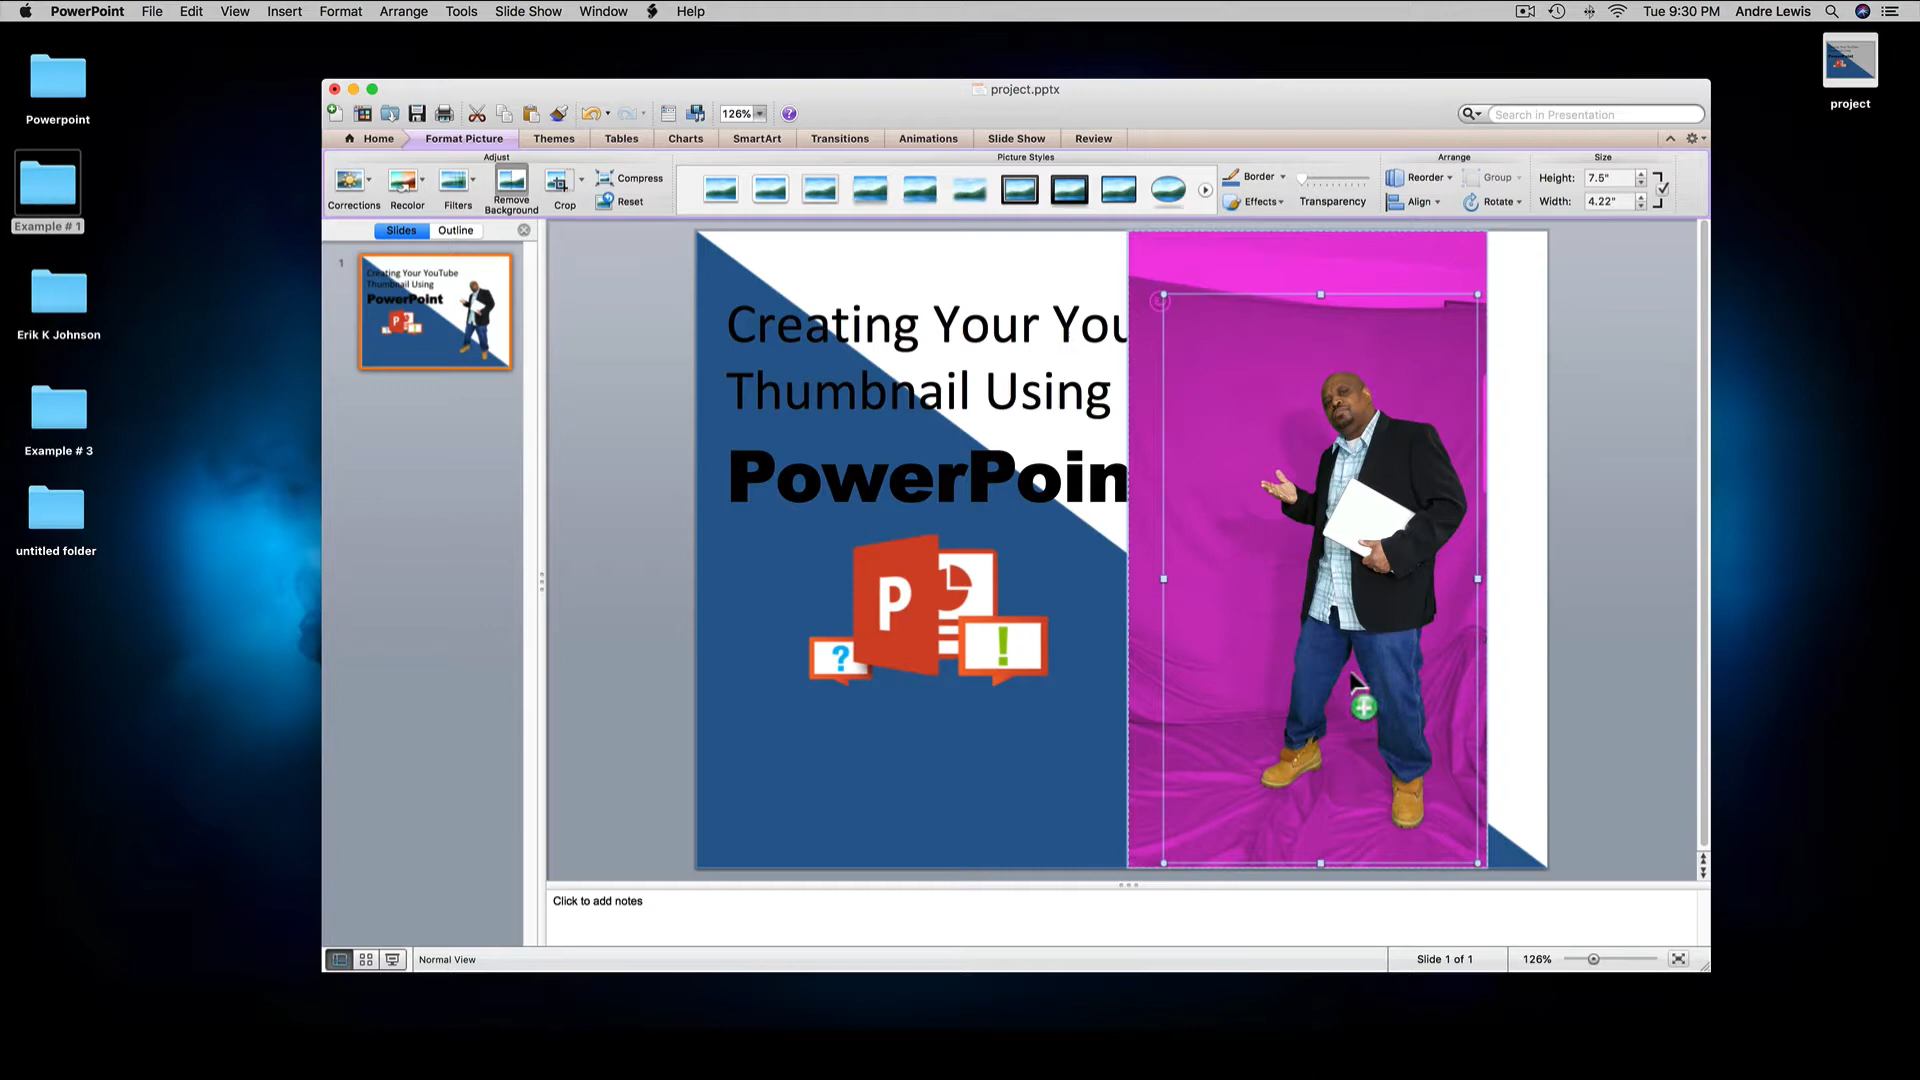 PowerPoint File Edit View Insert Format Arrange Tools Slide Show Window Help Tue 9:30 PM Andre Lewis
Powerpoint
Example # 1
Erik K Johnson
Example # 3
untitled folder
project
project.pptx
126%
Search in Presentation
Home Format Picture Themes Tables Charts SmartArt Transitions Animations Slide Show Review
Adjust Picture Styles Arrange Size
Corrections Recolor Filters Remove Background Crop
Compress
Reset
Border
Effects
Transparency
Reorder Group
Align Rotate
Height: 7.5"
Width: 4.22"
Slides Outline
1
Creating Your YouTube
Thumbnail Using
PowerPoint
P
Creating Your You
Thumbnail Using
PowerPoin
P
? !
Click to add notes
Normal View Slide 1 of 1 126%